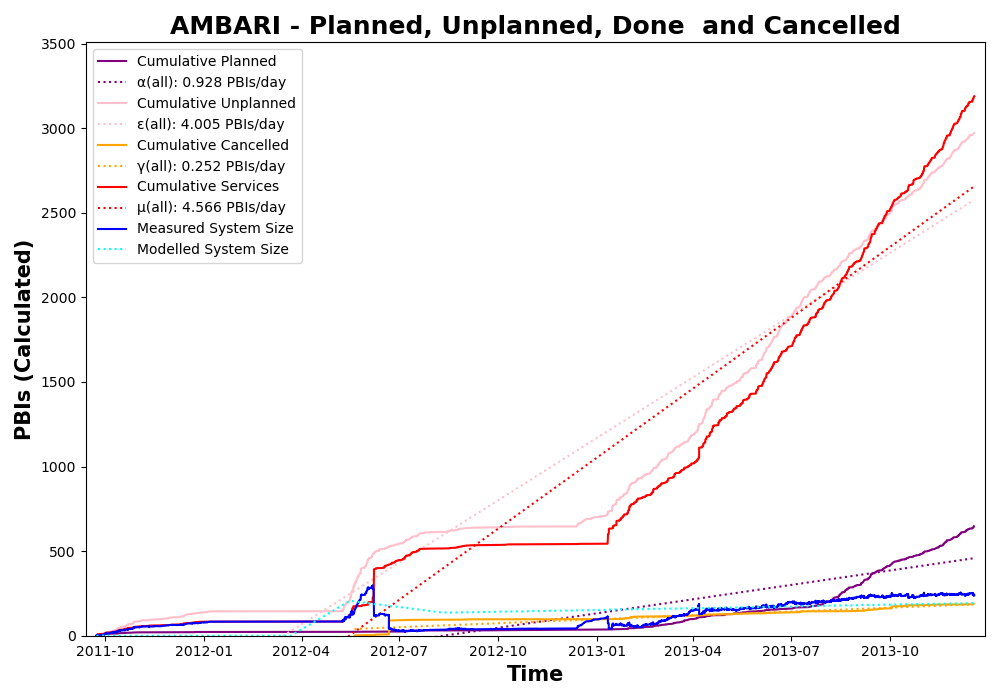 AMBARI - Planned, Unplanned, Done  and Cancelled
3500
3000
2500
2000
1500
1000
500
0
PBIs (Calculated)
Cumulative Planned
α(all): 0.928 PBIs/day
Cumulative Unplanned
ε(all): 4.005 PBIs/day
Cumulative Cancelled
γ(all): 0.252 PBIs/day
Cumulative Services
μ(all): 4.566 PBIs/day
Measured System Size
Modelled System Size
2011-10 2012-01 2012-04 2012-07 2012-10 2013-01 2013-04 2013-07 2013-10
Time